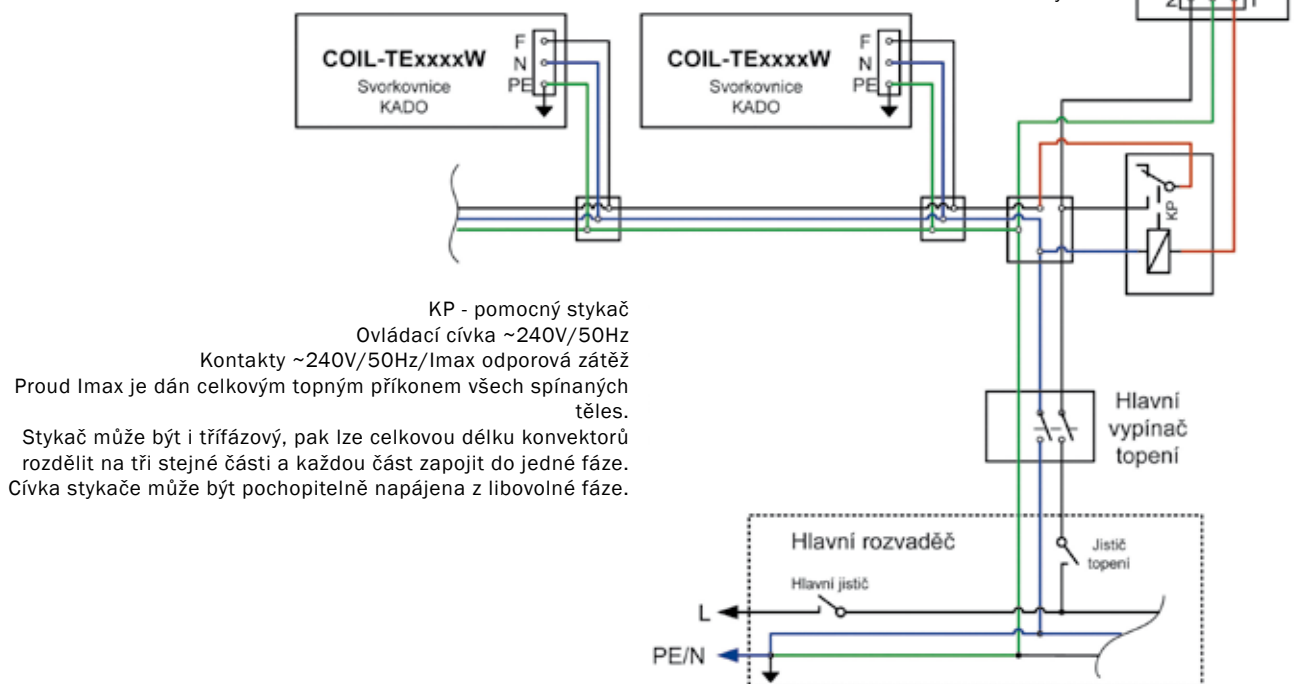 2 1
COIL-TExxxxW
Svorkovnice
KADO
F
N
PE
COIL-TExxxxW
Svorkovnice
KADO
F
N
PE
KP
KP - pomocný stykač
Ovládací cívka ~240V/50Hz
Kontakty ~240V/50Hz/Imax odporová zátěž
Proud Imax je dán celkovým topným příkonem všech spínaných
těles.
Stykač může být i třífázový, pak lze celkovou délku konvektorů
rozdělit na tři stejné části a každou část zapojit do jedné fáze.
Cívka stykače může být pochopitelně napájena z libovolné fáze.
Hlavní
vypínač
topení
Hlavní rozvaděč
Jistič
topení
Hlavní jistič
L
PE/N